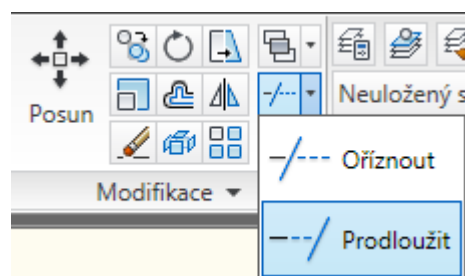 Posun
Neuložený s
Modifikace
Oříznout
Prodloužit